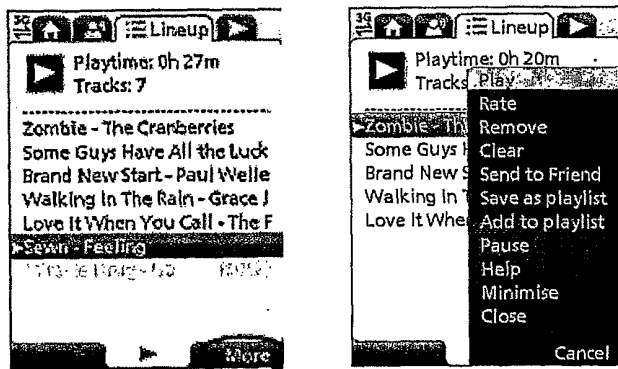 3G Lineup
Playtime: 0h 27m
Tracks: 7
Zombie - The Cranberries
Some Guys Have All the Luck
Brand New Start - Paul Welle
Walking In The Rain - Grace J
Love It When You Call - The F
Feeling
More
3G Lineup
Playtime: 0h 20m
Tracks
Play
Zombie - Th
Rate
Remove
Some Guys H
Clear
Brand New S
Send to Friend
Walking In T
Save as playlist
Love It Whe
Add to playlist
Pause
Help
Minimise
Close
Cancel